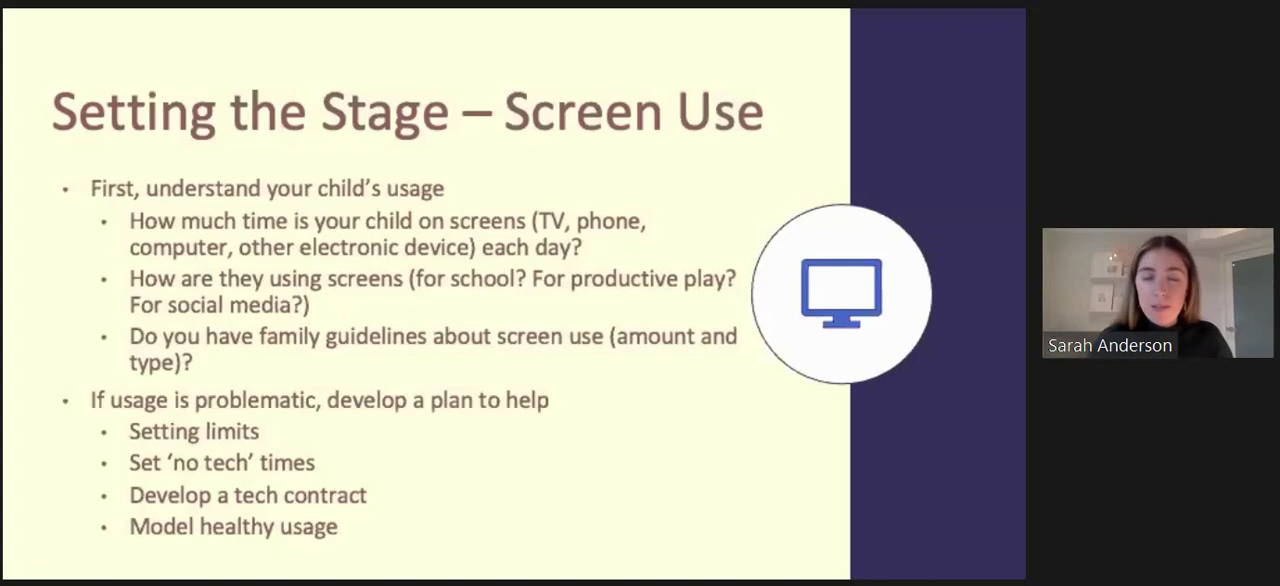 Setting the Stage – Screen Use
• First, understand your child's usage
• How much time is your child on screens (TV, phone,
computer, other electronic device) each day?
• How are they using screens (for school? For productive play?
For social media?)
• Do you have family guidelines about screen use (amount and
type)?
• If usage is problematic, develop a plan to help
• Setting limits
• Set ‘no tech’ times
• Develop a tech contract
• Model healthy usage
Sarah Anderson